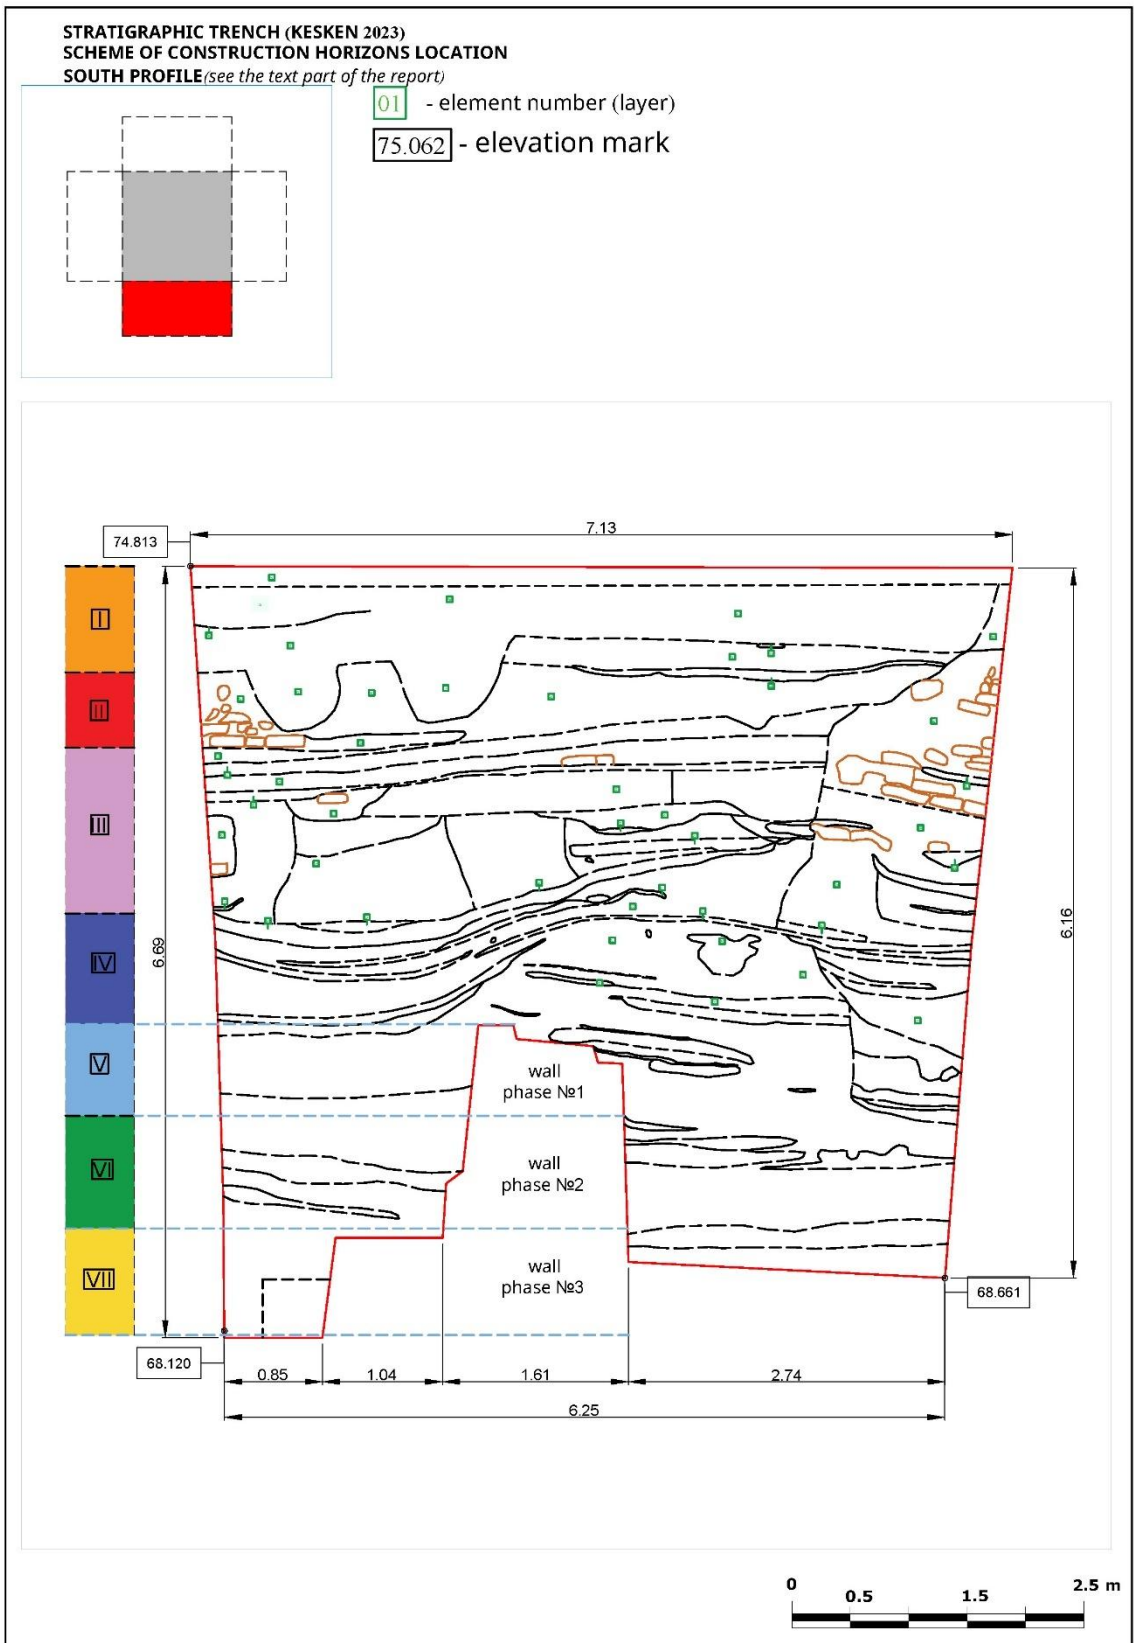 STRATIGRAPHIC TRENCH (KESKEN 2023)
SCHEME OF CONSTRUCTION HORIZONS LOCATION
SOUTH PROFILE (see the text part of the report)
01 - element number (layer)
75.062 - elevation mark
7.13
74.813
I
II
III
IV
V
VI
VII
6.69
6.16
wall
phase №1
wall
phase №2
wall
phase №3
68.661
68.120
0.85
1.04
1.61
2.74
6.25
0
0.5
1.5
2.5 m